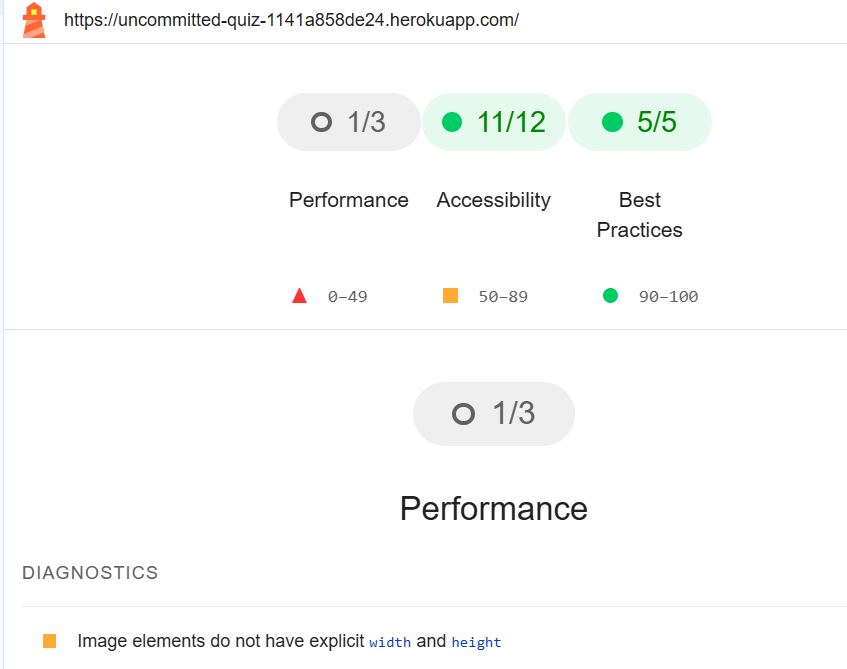 https://uncommitted-quiz-1141a858de24.herokuapp.com/
1/3 11/12 5/5
Performance Accessibility Best
Practices
0–49 50–89 90–100
1/3
Performance
DIAGNOSTICS
Image elements do not have explicit width and height